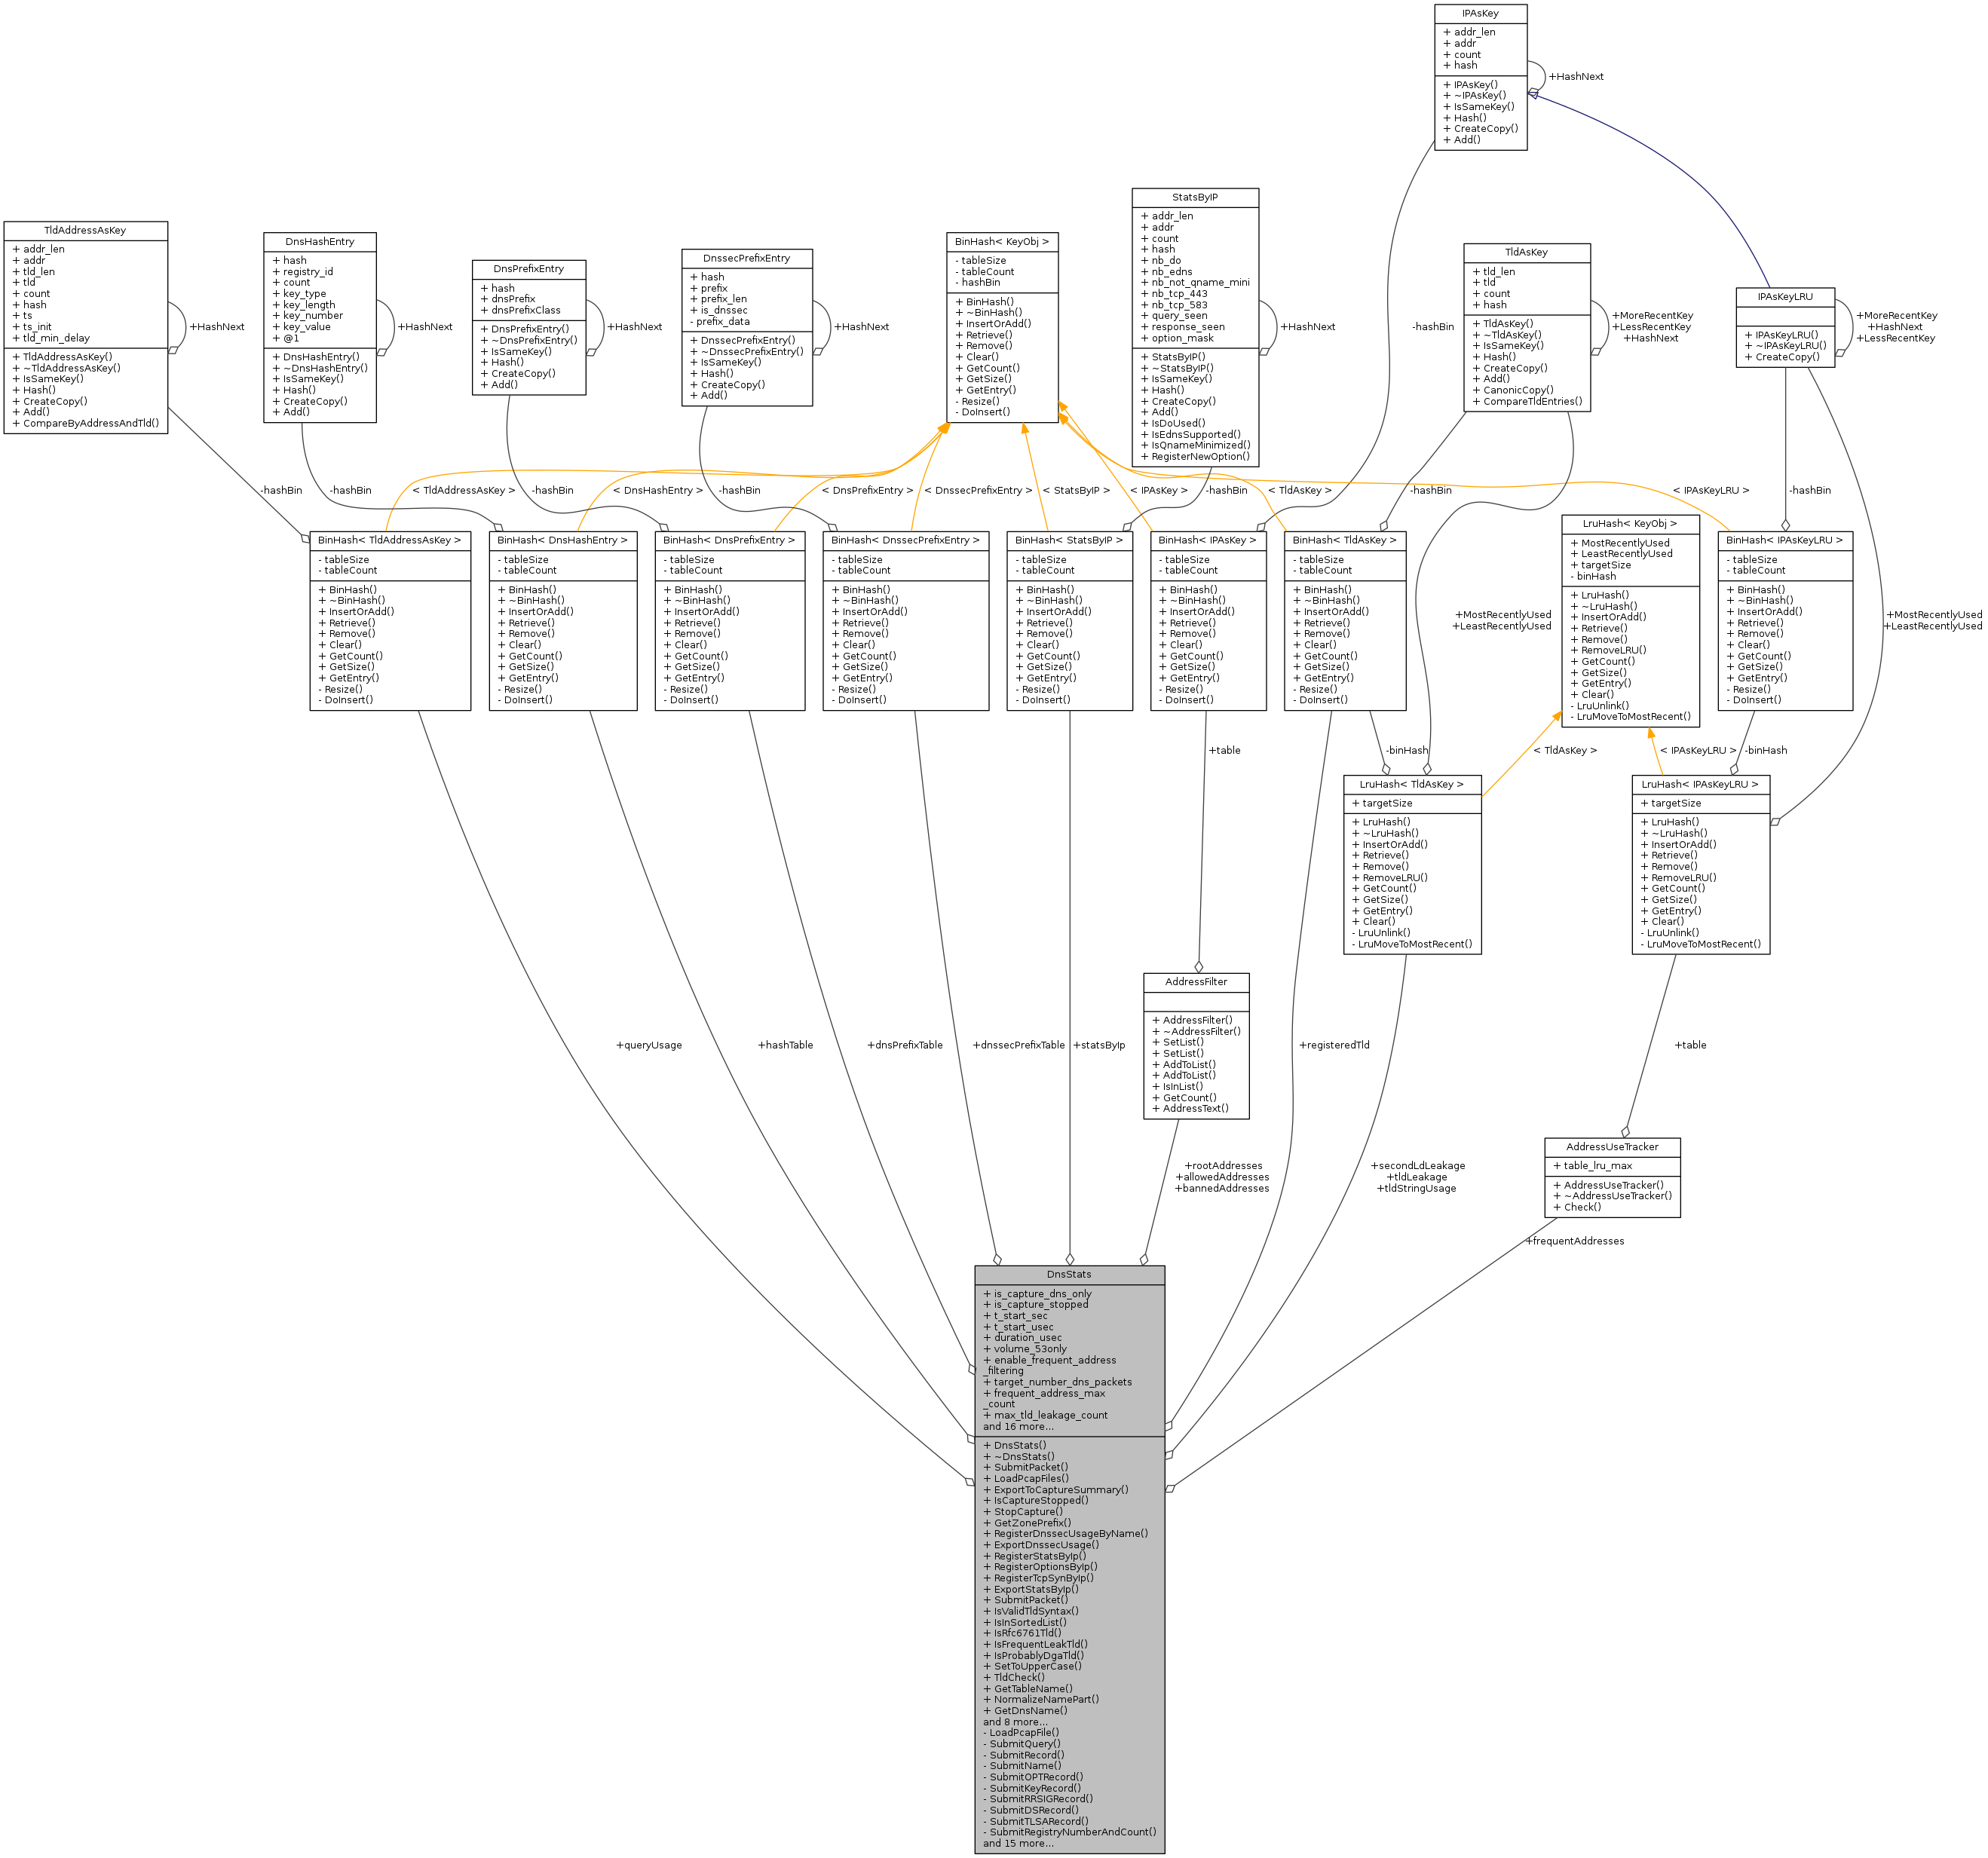 IPAsKey
+ addr_len
+ addr
+ count
+ hash
+ IPAsKey()
+ ~IPAsKey()
+ IsSameKey()
+ Hash()
+ CreateCopy()
+ Add()
+HashNext
StatsByIP
+ addr_len
+ addr
+ count
+ hash
+ nb_do
+ nb_edns
+ nb_not_qname_mini
+ nb_tcp_443
+ nb_tcp_583
+ query_seen
+ response_seen
+ option_mask
+ StatsByIP()
+ ~StatsByIP()
+ IsSameKey()
+ Hash()
+ CreateCopy()
+ Add()
+ IsDoUsed()
+ IsEdnsSupported()
+ IsQnameMinimized()
+ RegisterNewOption()
+HashNext
TldAddressAsKey
+ addr_len
+ addr
+ tld_len
+ tld
+ count
+ hash
+ ts
+ ts_init
+ tld_min_delay
+ TldAddressAsKey()
+ ~TldAddressAsKey()
+ IsSameKey()
+ Hash()
+ CreateCopy()
+ Add()
+ CompareByAddressAndTld()
+HashNext
DnsHashEntry
+ hash
+ registry_id
+ count
+ key_type
+ key_length
+ key_number
+ key_value
+ @1
+ DnsHashEntry()
+ ~DnsHashEntry()
+ IsSameKey()
+ Hash()
+ CreateCopy()
+ Add()
+HashNext
DnsPrefixEntry
+ hash
+ dnsPrefix
+ dnsPrefixClass
+ DnsPrefixEntry()
+ ~DnsPrefixEntry()
+ IsSameKey()
+ Hash()
+ CreateCopy()
+ Add()
+HashNext
DnssecPrefixEntry
+ hash
+ prefix
+ prefix_len
+ is_dnssec
- prefix_data
+ DnssecPrefixEntry()
+ ~DnssecPrefixEntry()
+ IsSameKey()
+ Hash()
+ CreateCopy()
+ Add()
+HashNext
BinHash< KeyObj >
- tableSize
- tableCount
- hashBin
+ BinHash()
+ ~BinHash()
+ InsertOrAdd()
+ Retrieve()
+ Remove()
+ Clear()
+ GetCount()
+ GetSize()
+ GetEntry()
- Resize()
- DoInsert()
TldAsKey
+ tld_len
+ tld
+ count
+ hash
+ TldAsKey()
+ ~TldAsKey()
+ IsSameKey()
+ Hash()
+ CreateCopy()
+ Add()
+ CanonicCopy()
+ CompareTldEntries()
+MoreRecentKey
+LessRecentKey
+HashNext
IPAsKeyLRU
+ IPAsKeyLRU()
+ ~IPAsKeyLRU()
+ CreateCopy()
+MoreRecentKey
+HashNext
+LessRecentKey
-hashBin
-hashBin
< TldAddressAsKey >
-hashBin
< DnsHashEntry >
-hashBin
< DnsPrefixEntry >
-hashBin
< DnssecPrefixEntry >
< StatsByIP >
< IPAsKey >
-hashBin
< TldAsKey >
-hashBin
< IPAsKeyLRU >
-hashBin
BinHash< TldAddressAsKey >
- tableSize
- tableCount
+ BinHash()
+ ~BinHash()
+ InsertOrAdd()
+ Retrieve()
+ Remove()
+ Clear()
+ GetCount()
+ GetSize()
+ GetEntry()
- Resize()
- DoInsert()
BinHash< DnsHashEntry >
- tableSize
- tableCount
+ BinHash()
+ ~BinHash()
+ InsertOrAdd()
+ Retrieve()
+ Remove()
+ Clear()
+ GetCount()
+ GetSize()
+ GetEntry()
- Resize()
- DoInsert()
BinHash< DnsPrefixEntry >
- tableSize
- tableCount
+ BinHash()
+ ~BinHash()
+ InsertOrAdd()
+ Retrieve()
+ Remove()
+ Clear()
+ GetCount()
+ GetSize()
+ GetEntry()
- Resize()
- DoInsert()
BinHash< DnssecPrefixEntry >
- tableSize
- tableCount
+ BinHash()
+ ~BinHash()
+ InsertOrAdd()
+ Retrieve()
+ Remove()
+ Clear()
+ GetCount()
+ GetSize()
+ GetEntry()
- Resize()
- DoInsert()
BinHash< StatsByIP >
- tableSize
- tableCount
+ BinHash()
+ ~BinHash()
+ InsertOrAdd()
+ Retrieve()
+ Remove()
+ Clear()
+ GetCount()
+ GetSize()
+ GetEntry()
- Resize()
- DoInsert()
BinHash< IPAsKey >
- tableSize
- tableCount
+ BinHash()
+ ~BinHash()
+ InsertOrAdd()
+ Retrieve()
+ Remove()
+ Clear()
+ GetCount()
+ GetSize()
+ GetEntry()
- Resize()
- DoInsert()
BinHash< TldAsKey >
- tableSize
- tableCount
+ BinHash()
+ ~BinHash()
+ InsertOrAdd()
+ Retrieve()
+ Remove()
+ Clear()
+ GetCount()
+ GetSize()
+ GetEntry()
- Resize()
- DoInsert()
+MostRecentlyUsed
+LeastRecentlyUsed
LruHash< KeyObj >
+ MostRecentlyUsed
+ LeastRecentlyUsed
+ targetSize
- binHash
+ LruHash()
+ ~LruHash()
+ InsertOrAdd()
+ Retrieve()
+ Remove()
+ RemoveLRU()
+ GetCount()
+ GetSize()
+ GetEntry()
+ Clear()
- LruUnlink()
- LruMoveToMostRecent()
BinHash< IPAsKeyLRU >
- tableSize
- tableCount
+ BinHash()
+ ~BinHash()
+ InsertOrAdd()
+ Retrieve()
+ Remove()
+ Clear()
+ GetCount()
+ GetSize()
+ GetEntry()
- Resize()
- DoInsert()
+MostRecentlyUsed
+LeastRecentlyUsed
+table
-binHash
< TldAsKey >
< IPAsKeyLRU >
-binHash
LruHash< TldAsKey >
+ targetSize
+ LruHash()
+ ~LruHash()
+ InsertOrAdd()
+ Retrieve()
+ Remove()
+ RemoveLRU()
+ GetCount()
+ GetSize()
+ GetEntry()
+ Clear()
- LruUnlink()
- LruMoveToMostRecent()
LruHash< IPAsKeyLRU >
+ targetSize
+ LruHash()
+ ~LruHash()
+ InsertOrAdd()
+ Retrieve()
+ Remove()
+ RemoveLRU()
+ GetCount()
+ GetSize()
+ GetEntry()
+ Clear()
- LruUnlink()
- LruMoveToMostRecent()
AddressFilter
+ AddressFilter()
+ ~AddressFilter()
+ SetList()
+ SetList()
+ AddToList()
+ AddToList()
+ IsInList()
+ GetCount()
+ AddressText()
+queryUsage
+hashTable
+dnsPrefixTable
+dnssecPrefixTable
+statsByIp
+registeredTld
+table
+rootAddresses
+allowedAddresses
+bannedAddresses
+secondLdLeakage
+tldLeakage
+tldStringUsage
AddressUseTracker
+ table_lru_max
+ AddressUseTracker()
+ ~AddressUseTracker()
+ Check()
+frequentAddresses
DnsStats
+ is_capture_dns_only
+ is_capture_stopped
+ t_start_sec
+ t_start_usec
+ duration_usec
+ volume_53only
+ enable_frequent_address
_filtering
+ target_number_dns_packets
+ frequent_address_max
_count
+ max_tld_leakage_count
and 16 more...
+ DnsStats()
+ ~DnsStats()
+ SubmitPacket()
+ LoadPcapFiles()
+ ExportToCaptureSummary()
+ IsCaptureStopped()
+ StopCapture()
+ GetZonePrefix()
+ RegisterDnssecUsageByName()
+ ExportDnssecUsage()
+ RegisterStatsByIp()
+ RegisterOptionsByIp()
+ RegisterTcpSynByIp()
+ ExportStatsByIp()
+ SubmitPacket()
+ IsValidTldSyntax()
+ IsInSortedList()
+ IsRfc6761Tld()
+ IsFrequentLeakTld()
+ IsProbablyDgaTld()
+ SetToUpperCase()
+ TldCheck()
+ GetTableName()
+ NormalizeNamePart()
+ GetDnsName()
and 8 more...
- LoadPcapFile()
- SubmitQuery()
- SubmitRecord()
- SubmitName()
- SubmitOPTRecord()
- SubmitKeyRecord()
- SubmitRRSIGRecord()
- SubmitDSRecord()
- SubmitTLSARecord()
- SubmitRegistryNumberAndCount()
and 15 more...